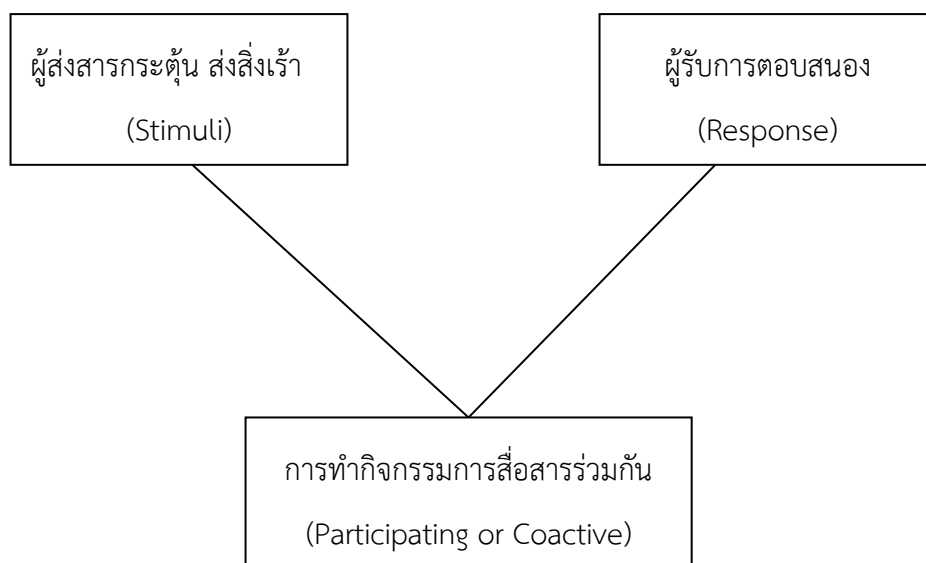 ผู้ส่งสารกระตุ้น ส่งสิ่งเร้า
(Stimuli)
ผู้รับการตอบสนอง
(Response)
การทำกิจกรรมการสื่อสารร่วมกัน
(Participating or Coactive)